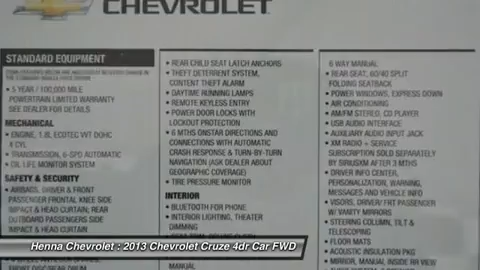 CHEVROLET
STANDARD EQUIPMENT
• 5 YEAR / 100,000 MILE
POWERTRAIN LIMITED WARRANTY
SEE DEALER FOR DETAILS
MECHANICAL
• ENGINE, 1.8L ECOTEC VVT DOHC
4 CYL
• TRANSMISSION, 6-SPD AUTOMATIC
• OIL LIFE MONITOR SYSTEM
SAFETY & SECURITY
• AIRBAGS, DRIVER & FRONT
PASSENGER FRONTAL KNEE SIDE
IMPACT & HEAD CURTAIN; REAR
OUTBOARD PASSENGERS SIDE
IMPACT & HEAD CURTAIN
• REAR CHILD SEAT LATCH ANCHORS
• THEFT DETERRENT SYSTEM,
CONTENT THEFT ALARM
• DAYTIME RUNNING LAMPS
• REMOTE KEYLESS ENTRY
• POWER DOOR LOCKS WITH
LOCKOUT PROTECTION
• 6 MTHS ONSTAR DIRECTIONS AND
CONNECTIONS WITH AUTOMATIC
CRASH RESPONSE & TURN-BY-TURN
NAVIGATION (ASK DEALER ABOUT
GEOGRAPHIC COVERAGE)
• TIRE PRESSURE MONITOR
INTERIOR
• BLUETOOTH FOR PHONE
• INTERIOR LIGHTING, THEATER
DIMMING
MANUAL
6 WAY MANUAL
• REAR SEAT, 60/40 SPLIT
FOLDING SEATBACK
• POWER WINDOWS, EXPRESS DOWN
• AIR CONDITIONING
• AM/FM STEREO, CD PLAYER
• USB AUDIO INTERFACE
• AUXILIARY AUDIO INPUT JACK
• XM RADIO + SERVICE
SUBSCRIPTION SOLD SEPARATELY
BY SIRIUSXM AFTER 3 MTHS
• DRIVER INFO CENTER,
PERSONALIZATION, WARNING,
MESSAGES AND VEHICLE INFO
• VISORS, DRIVER/ FRT PASSENGER
W/ VANITY MIRRORS
• STEERING COLUMN, TILT &
TELESCOPING
• FLOOR MATS
• ACOUSTIC INSULATION PKG
• MIRROR, MANUAL, INSIDE RR VIEW
Henna Chevrolet : 2013 Chevrolet Cruze 4dr Car FWD